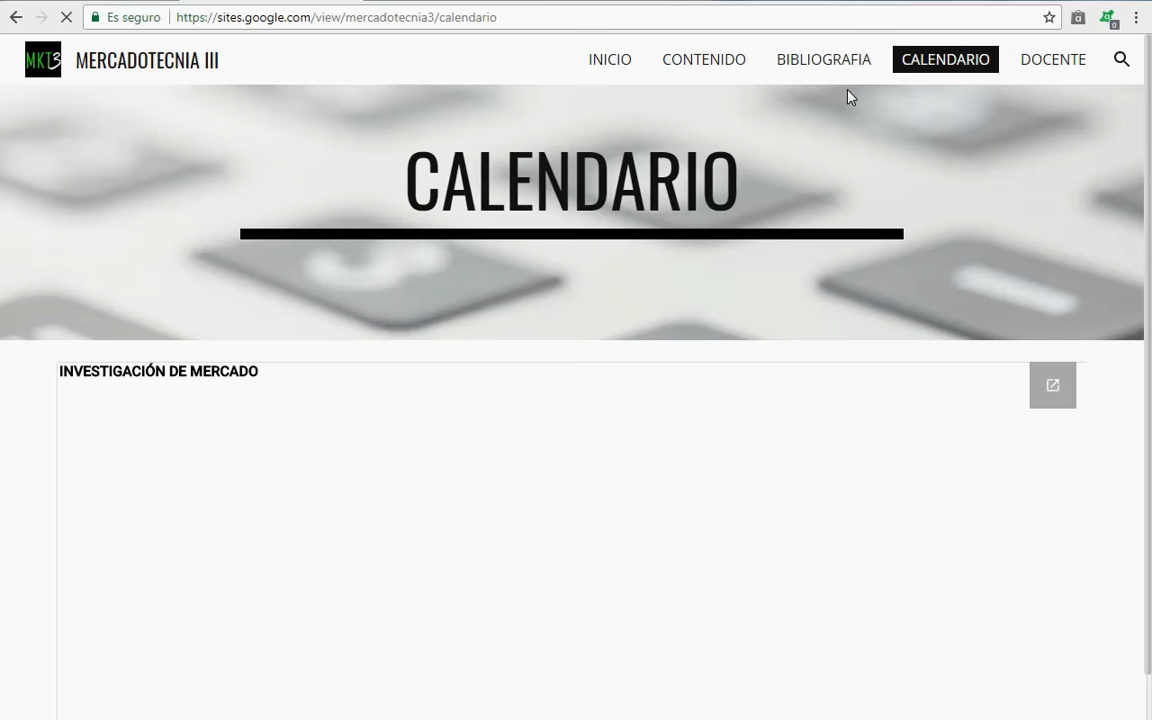 Es seguro
https://sites.google.com/view/mercadotecnia3/calendario
MKT3
MERCADOTECNIA III
INICIO
CONTENIDO
BIBLIOGRAFIA
CALENDARIO
DOCENTE
CALENDARIO
INVESTIGACIÓN DE MERCADO